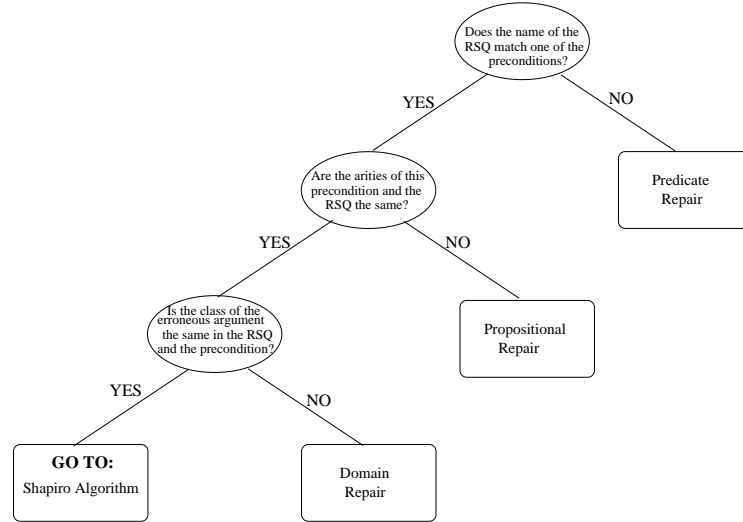 Does the name of the
RSQ match one of the
preconditions?
YES
NO
Are the arities of this
precondition and the
RSQ the same?
Predicate
Repair
YES
NO
Is the class of the
erroneous argument
the same in the RSQ
and the precondition?
Propositional
Repair
YES
NO
GO TO:
Shapiro Algorithm
Domain
Repair